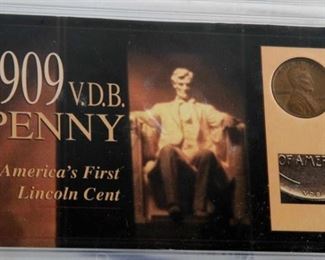 909 V.D.B.
PENNY
America's First
Lincoln Cent
OF AMER
V.D.B.